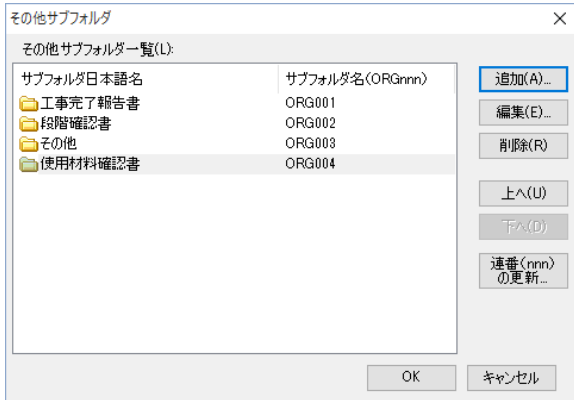 その他サブフォルダ
その他サブフォルダ一覧(L):
サブフォルダ日本語名 サブフォルダ名(ORGnnn)
工事完了報告書 ORG001
段階確認書 ORG002
その他 ORG003
使用材料確認書 ORG004
追加(A)...
編集(E)...
削除(R)
上へ(U)
下へ(D)
連番(nnn)
の更新...
OK キャンセル